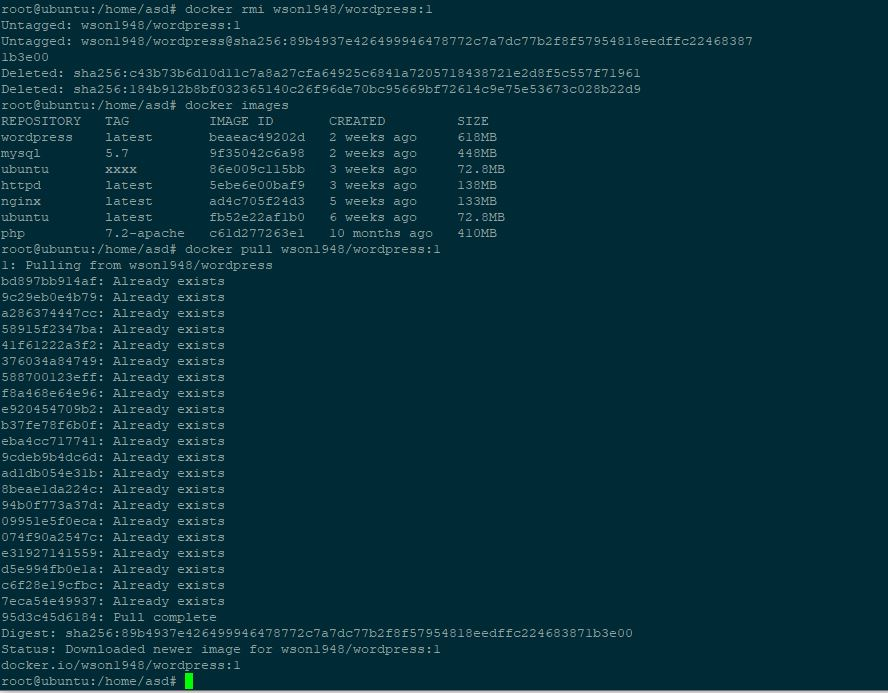 root@ubuntu:/home/asd# docker rmi wson1948/wordpress:1
Untagged: wson1948/wordpress:1
Untagged: wson1948/wordpress@sha256:89b4937e426499946478772c7a7dc77b2f8f57954818eedffc22468387
1b3e00
Deleted: sha256:c43b73b6d10d11c7a8a27cfa64925c6841a7205718438721e2d8f5c557f71961
Deleted: sha256:184b912b8bf032365140c26f96de70bc95669bf72614c9e75e53673c028b22d9
root@ubuntu:/home/asd# docker images
REPOSITORY TAG IMAGE ID CREATED SIZE
wordpress latest beaeac49202d 2 weeks ago 618MB
mysql 5.7 9f35042c6a98 2 weeks ago 448MB
ubuntu xxxx 86e009c115bb 3 weeks ago 72.8MB
httpd latest 5ebe6e00baf9 3 weeks ago 138MB
nginx latest ad4c705f24d3 5 weeks ago 133MB
ubuntu latest fb52e22af1b0 6 weeks ago 72.8MB
php 7.2-apache c61d277263e1 10 months ago 410MB
root@ubuntu:/home/asd# docker pull wson1948/wordpress:1
1: Pulling from wson1948/wordpress
bd897bb914af: Already exists
9c29eb0e4b79: Already exists
a286374447cc: Already exists
58915f2347ba: Already exists
41f61222a3f2: Already exists
376034a84749: Already exists
588700123eff: Already exists
f8a468e64e96: Already exists
e920454709b2: Already exists
b37fe78f6b0f: Already exists
eba4cc717741: Already exists
9cdeb9b4dc6d: Already exists
ad1db054e31b: Already exists
8beae1da224c: Already exists
94b0f773a37d: Already exists
09951e5f0eca: Already exists
074f90a2547c: Already exists
e31927141559: Already exists
d5e994fb0e1a: Already exists
c6f28e19cfbc: Already exists
7eca54e49937: Already exists
95d3c45d6184: Pull complete
Digest: sha256:89b4937e426499946478772c7a7dc77b2f8f57954818eedffc224683871b3e00
Status: Downloaded newer image for wson1948/wordpress:1
docker.io/wson1948/wordpress:1
root@ubuntu:/home/asd#